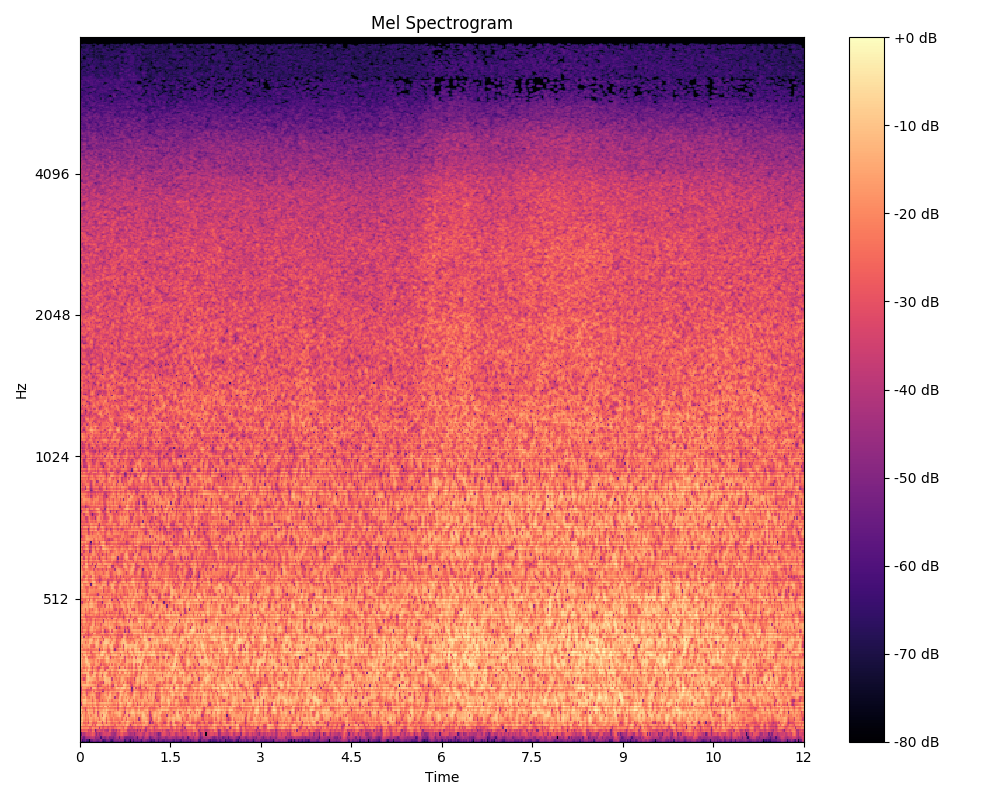 Mel Spectrogram
+0 dB
-10 dB
-20 dB
-30 dB
-40 dB
-50 dB
-60 dB
-70 dB
-80 dB
Hz
4096
2048
1024
512
0 1.5 3 4.5 6 7.5 9 10 12
Time